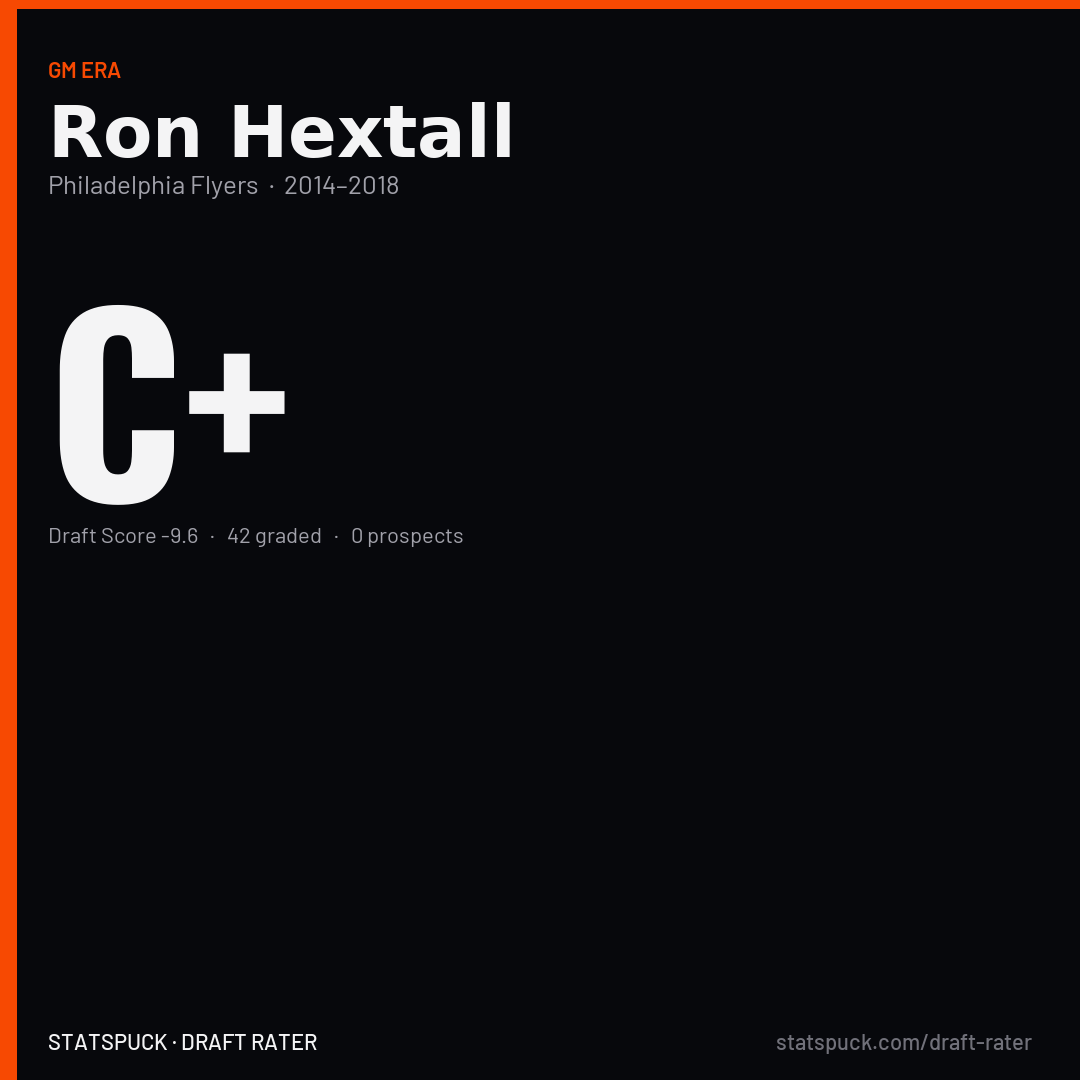 GM ERA
Ron Hextall
Philadelphia Flyers · 2014–2018
C+
Draft Score -9.6 · 42 graded · 0 prospects
STATSPUCK · DRAFT RATER
statspuck.com/draft-rater